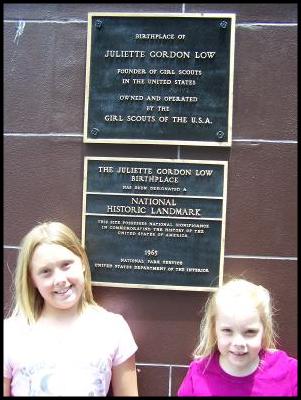 BIRTHPLACE OF
JULIETTE GORDON LOW
FOUNDER OF GIRL SCOUTS
IN THE UNITED STATES
OWNED AND OPERATED
BY THE
GIRL SCOUTS OF THE U.S.A.
THE JULIETTE GORDON LOW
BIRTHPLACE
HAS BEEN DESIGNATED A
NATIONAL
HISTORIC LANDMARK
THIS SITE POSSESSES NATIONAL SIGNIFICANCE
IN COMMEMORATING THE HISTORY OF THE
UNITED STATES OF AMERICA
1965
NATIONAL PARK SERVICE
UNITED STATES DEPARTMENT OF THE INTERIOR